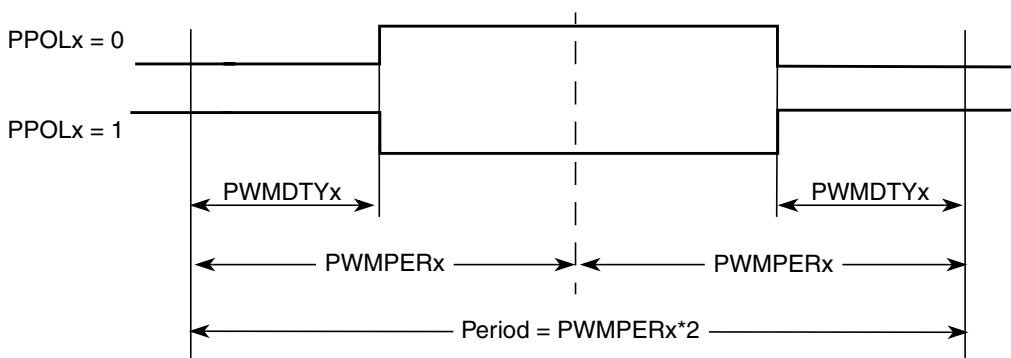 PPOLx = 0
PPOLx = 1
PWMDTYx
PWMDTYx
PWMPERx
PWMPERx
Period = PWMPERx*2